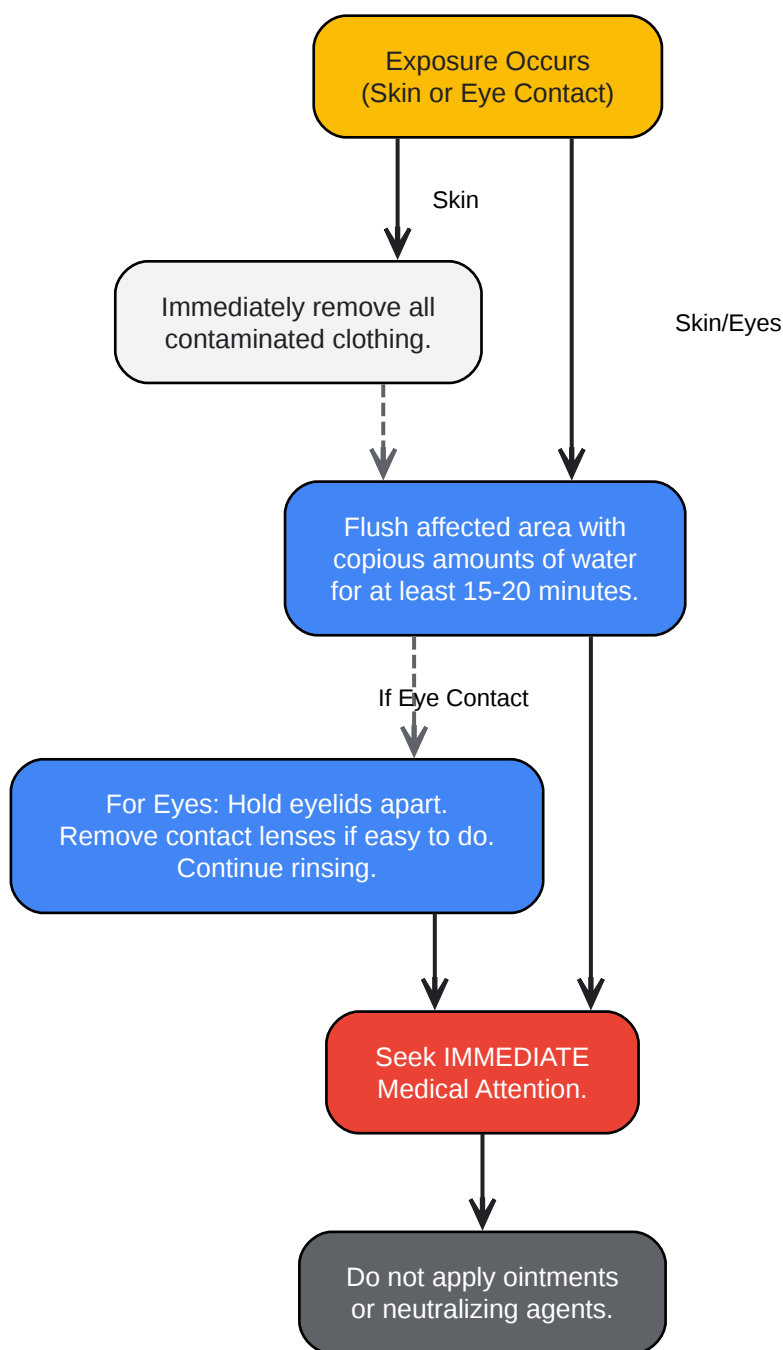 Exposure Occurs
(Skin or Eye Contact)
Skin
Immediately remove all
contaminated clothing.
Skin/Eyes
Flush affected area with
copious amounts of water
for at least 15-20 minutes.
If Eye Contact
For Eyes: Hold eyelids apart.
Remove contact lenses if easy to do.
Continue rinsing.
Seek IMMEDIATE
Medical Attention.
Do not apply ointments
or neutralizing agents.